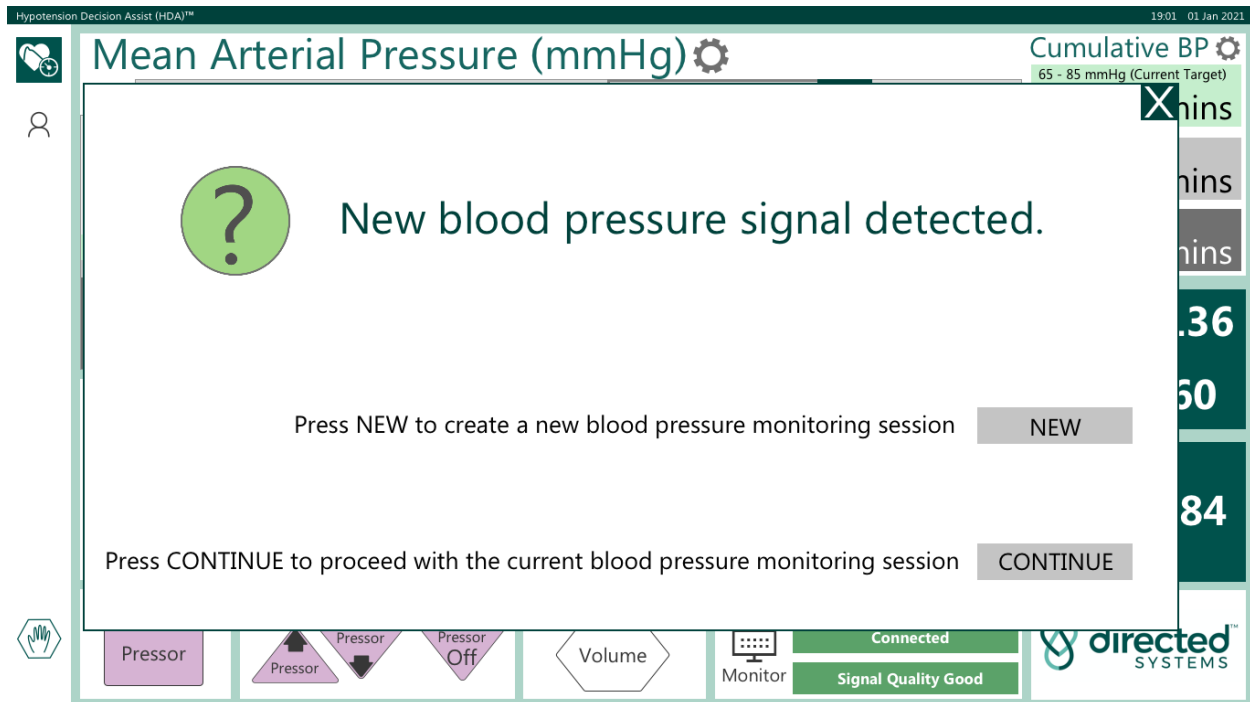 Hypotension Decision Assist (HDA)™
19:01 01 Jan 2021
Mean Arterial Pressure (mmHg)
Cumulative BP
65 - 85 mmHg (Current Target)
X
?
New blood pressure signal detected.
Press NEW to create a new blood pressure monitoring session
NEW
Press CONTINUE to proceed with the current blood pressure monitoring session
CONTINUE
60
84
Pressor
Pressor
Pressor
Pressor
Off
Volume
Monitor
Connected
Signal Quality Good
directed™
SYSTEMS